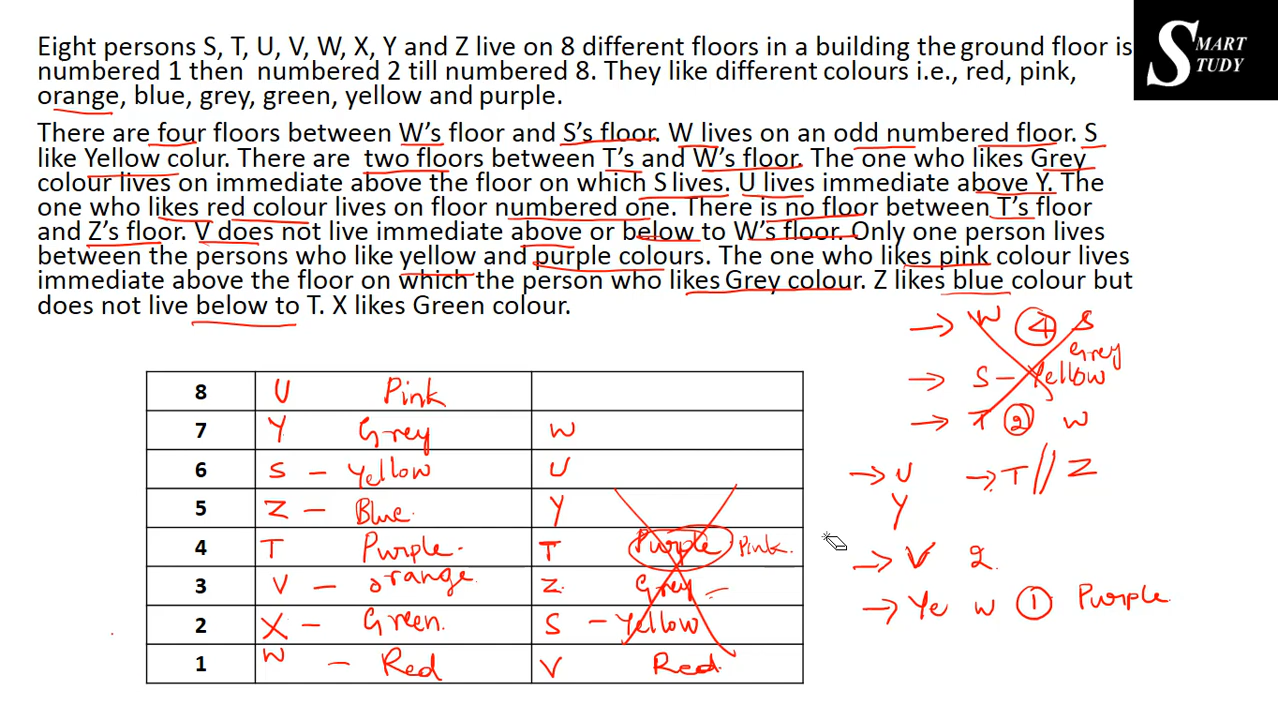 SMART
STUDY
Eight persons S, T, U, V, W, X, Y and Z live on 8 different floors in a building the ground floor is
numbered 1 then numbered 2 till numbered 8. They like different colours i.e., red, pink,
orange, blue, grey, green, yellow and purple.
There are four floors between W's floor and S's floor. W lives on an odd numbered floor. S
like Yellow colur. There are two floors between T's and W's floor. The one who likes Grey
colour lives on immediate above the floor on which S lives. U lives immediate above Y. The
one who likes red colour lives on floor numbered one. There is no floor between T's floor
and Z's floor. V does not live immediate above or below to W's floor. Only one person lives
between the persons who like yellow and purple colours. The one who likes pink colour lives
immediate above the floor on which the person who likes Grey colour. Z likes blue colour but
does not live below to T. X likes Green colour.
→ W 4 S
Grey
→ S - Yellow
→ T 2 W
→ U → T // Z
Y
→ V 2
→ Ye W 1 Purple
8 U Pink
7 Y Grey W
6 S - Yellow U
5 Z - Blue. Y
4 T Purple. T Purple Pink.
3 V - orange. Z. Grey -
2 X - Green. S - Yellow
1 W - Red V Red.